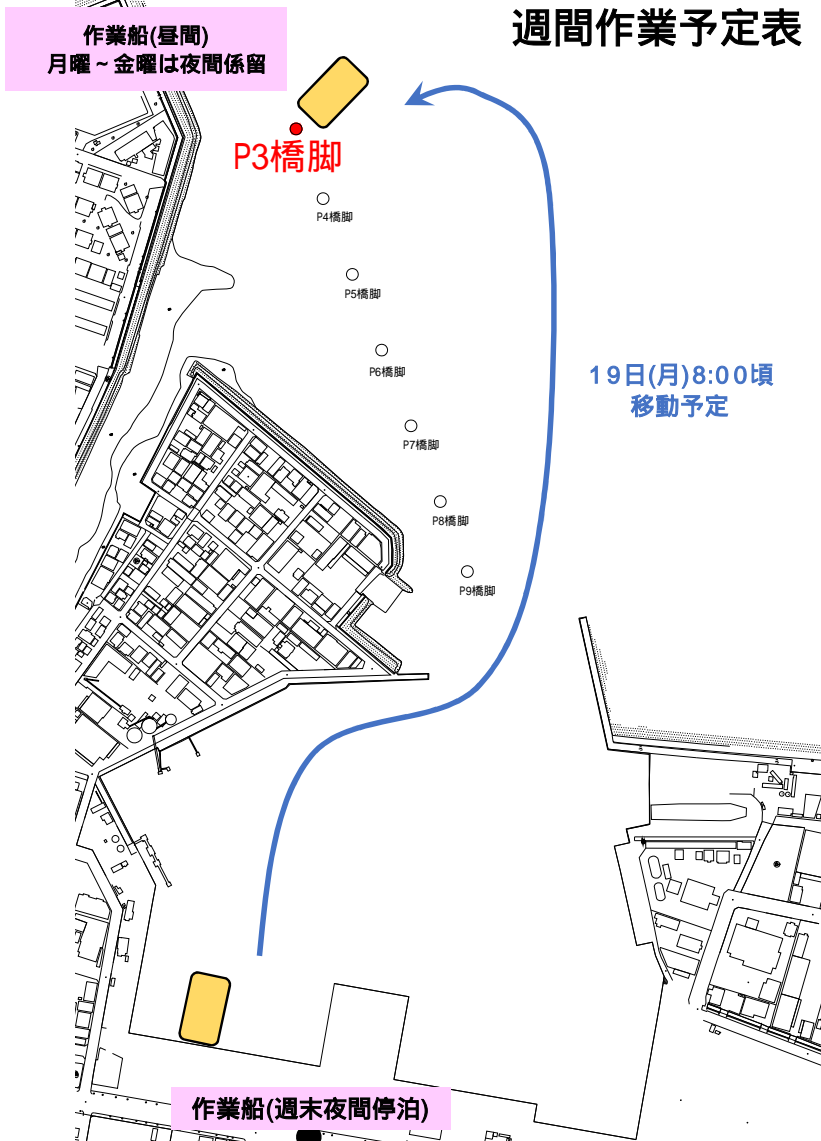 週間作業予定表
作業船(昼間)
月曜~金曜は夜間係留
P3橋脚
P4橋脚
P5橋脚
P6橋脚
P7橋脚
P8橋脚
P9橋脚
19日(月)8:00頃
移動予定
作業船(週末夜間停泊)